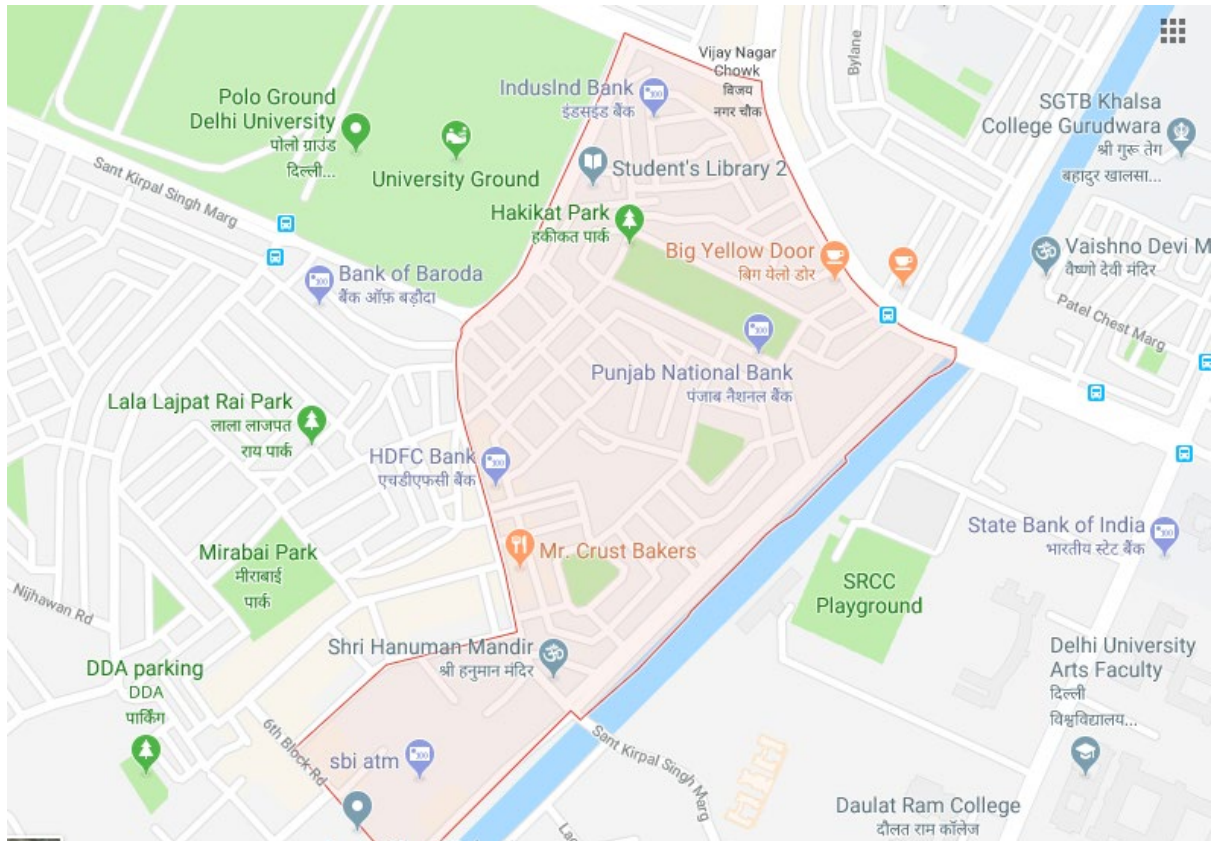 Vijay Nagar
Chowk
विजय
नगर चौक
Bylane
IndusInd Bank
इंडसइंड बैंक
Polo Ground
Delhi University
पोलो ग्राउंड
दिल्ली...
SGTB Khalsa
College Gurudwara
श्री गुरू तेग
बहादुर खालसा...
University Ground
Student's Library 2
Sant Kirpal Singh Marg
Hakikat Park
हकीकत पार्क
Big Yellow Door
बिग येलो डोर
Vaishno Devi M
वैष्णो देवी मंदिर
Bank of Baroda
बैंक ऑफ़ बड़ौदा
Patel Chest Marg
Punjab National Bank
पंजाब नैशनल बैंक
Lala Lajpat Rai Park
लाला लाजपत
राय पार्क
HDFC Bank
एचडीएफसी बैंक
State Bank of India
भारतीय स्टेट बैंक
Mr. Crust Bakers
Mirabai Park
मीराबाई
पार्क
SRCC
Playground
Nijhawan Rd
Shri Hanuman Mandir
श्री हनुमान मंदिर
Delhi University
Arts Faculty
दिल्ली
विश्वविद्यालय...
DDA parking
DDA
पार्किंग
6th Block Rd
sbi atm
Sant Kirpal Singh Marg
Daulat Ram College
दौलत राम कॉलेज